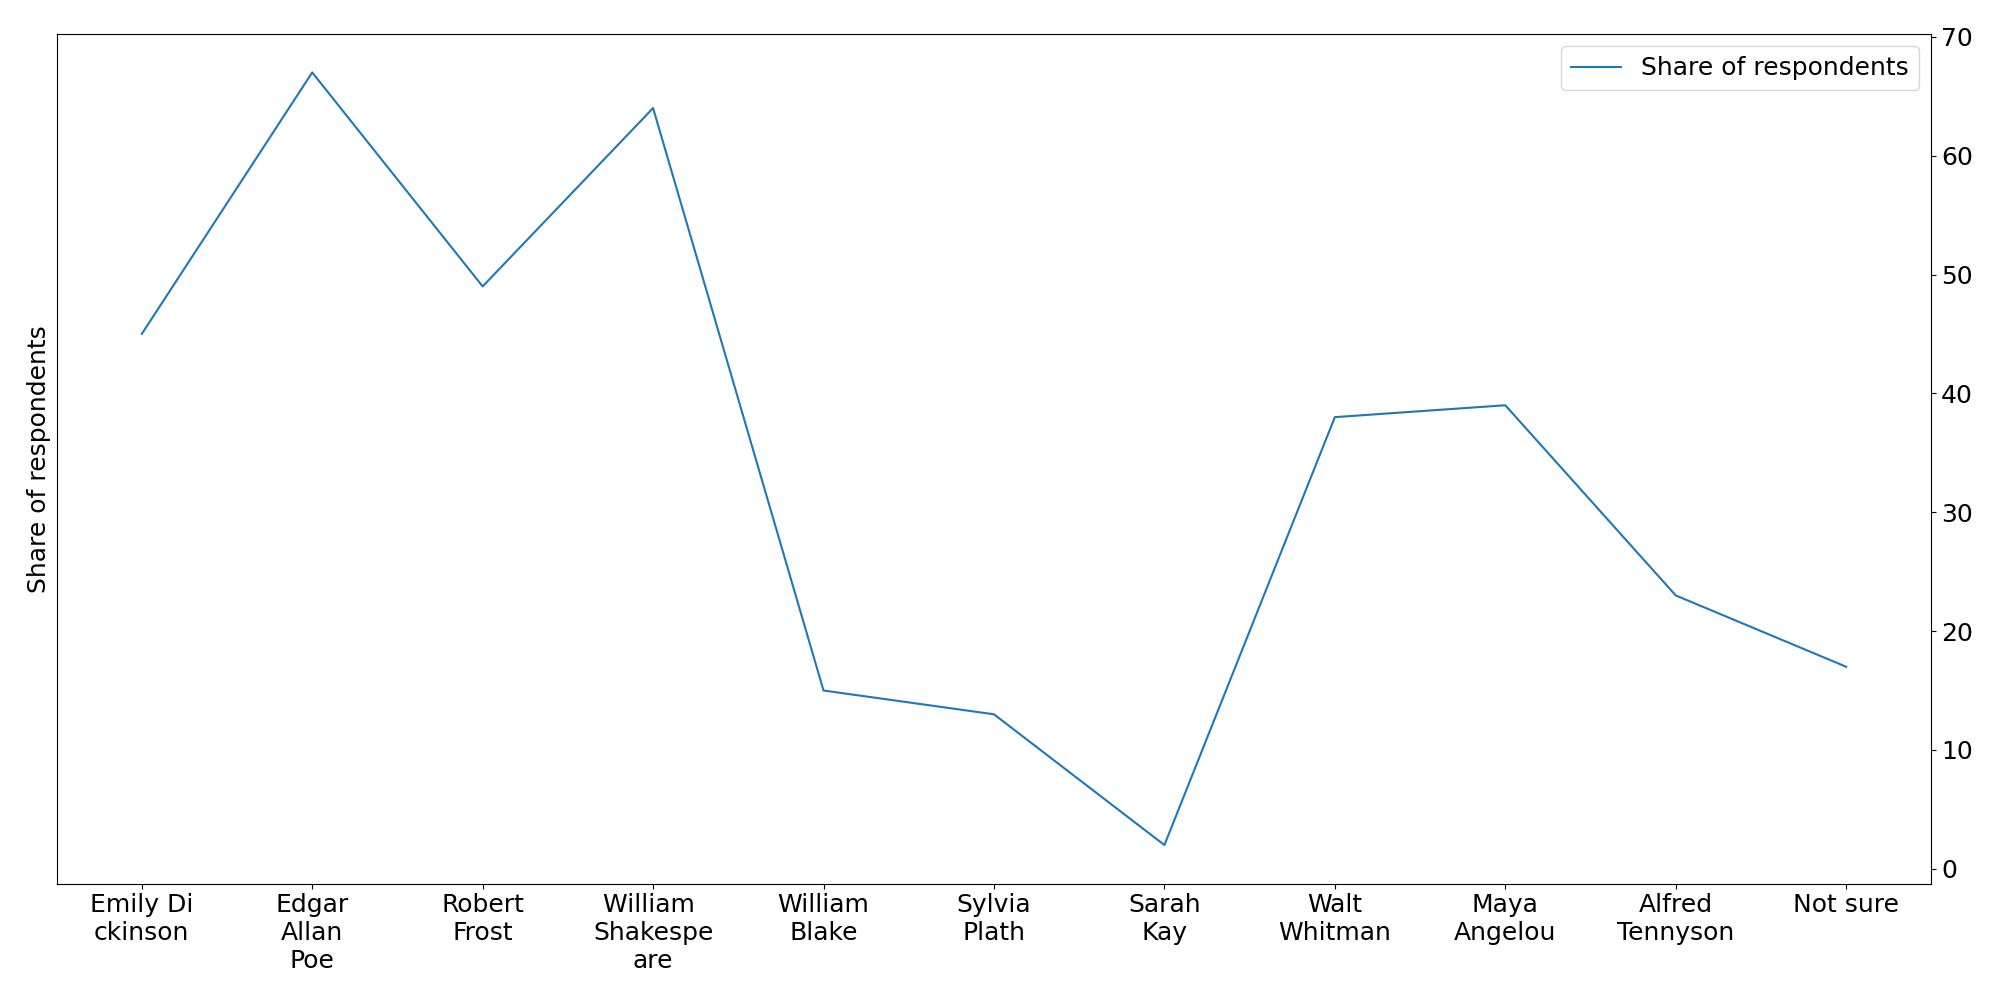 Share of respondents
Share of respondents
70
60
50
40
30
20
10
0
Emily Di
ckinson
Edgar
Allan
Poe
Robert
Frost
William
Shakespe
are
William
Blake
Sylvia
Plath
Sarah
Kay
Walt
Whitman
Maya
Angelou
Alfred
Tennyson
Not sure